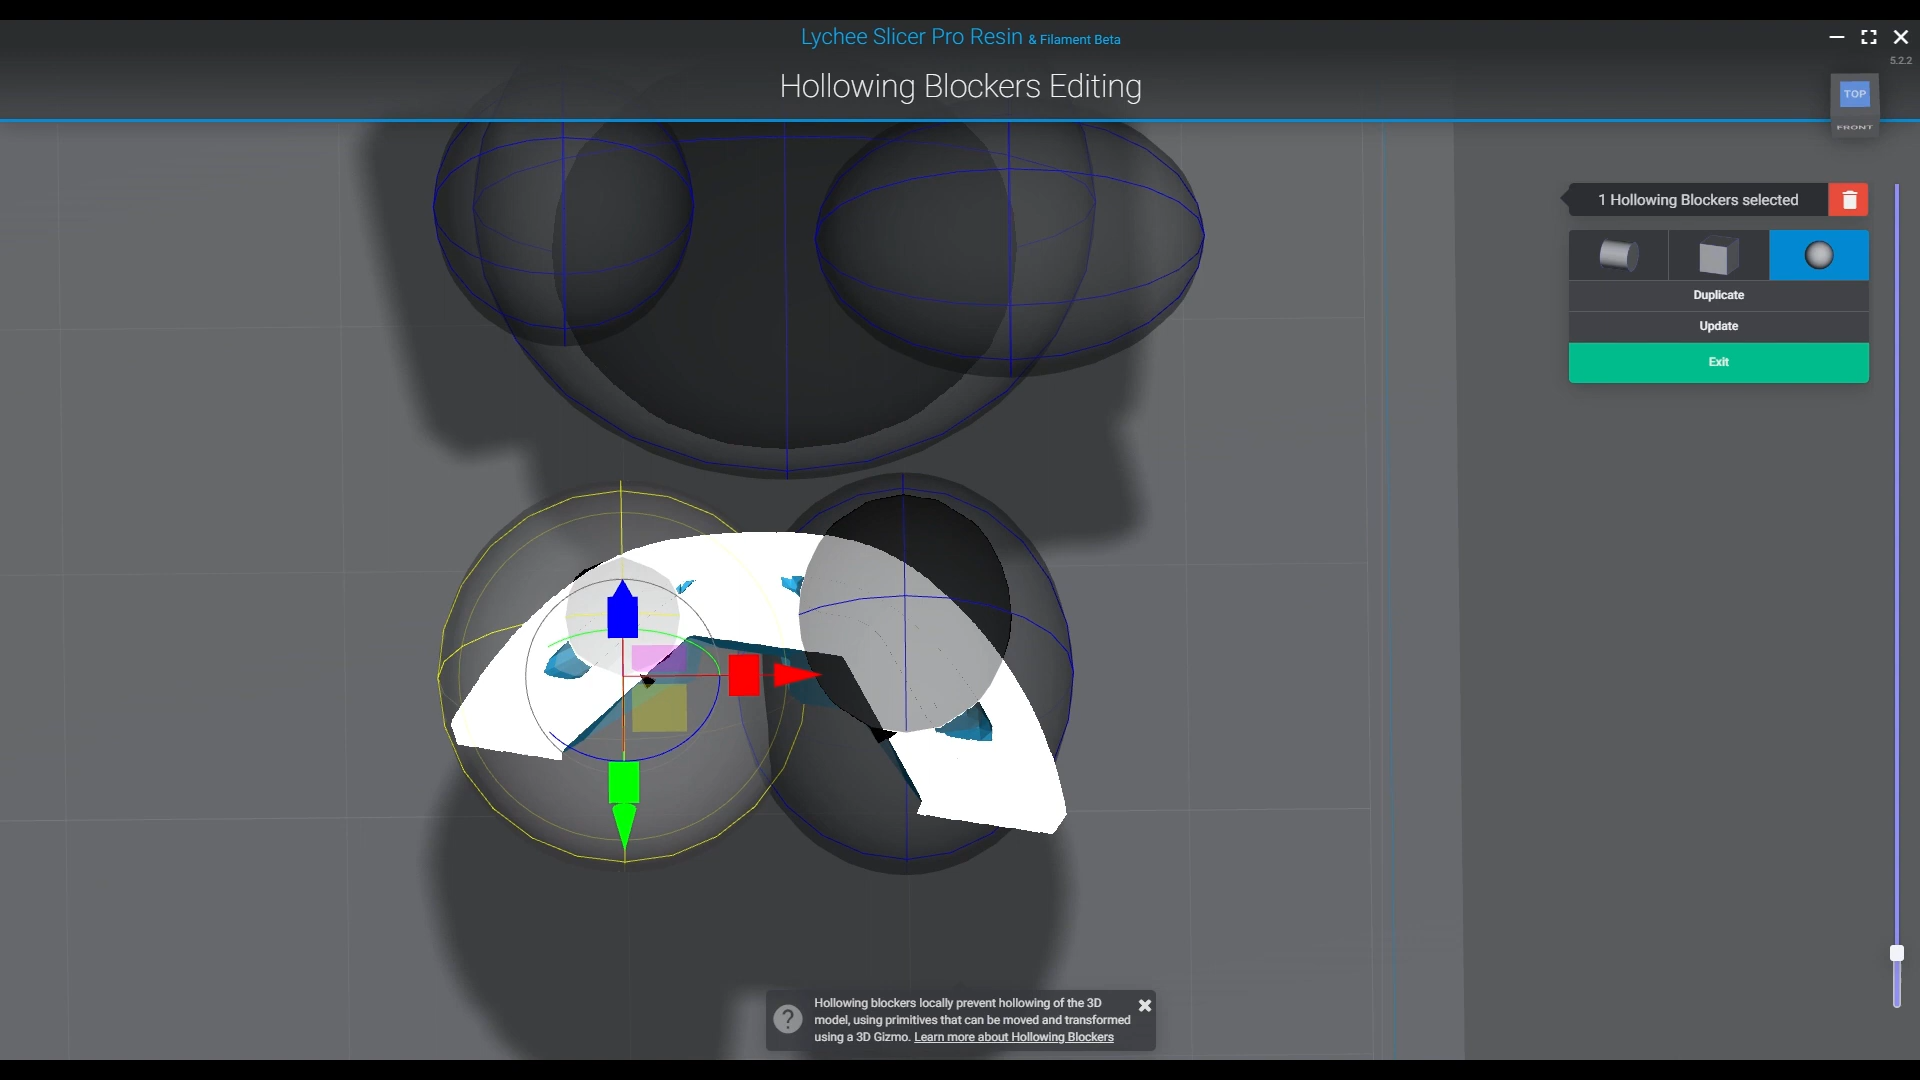 Lychee Slicer Pro Resin & Filament Beta
5.2.2
Hollowing Blockers Editing
TOP
FRONT
1 Hollowing Blockers selected
Duplicate
Update
Exit
?
Hollowing blockers locally prevent hollowing of the 3D
model, using primitives that can be moved and transformed
using a 3D Gizmo. Learn more about Hollowing Blockers